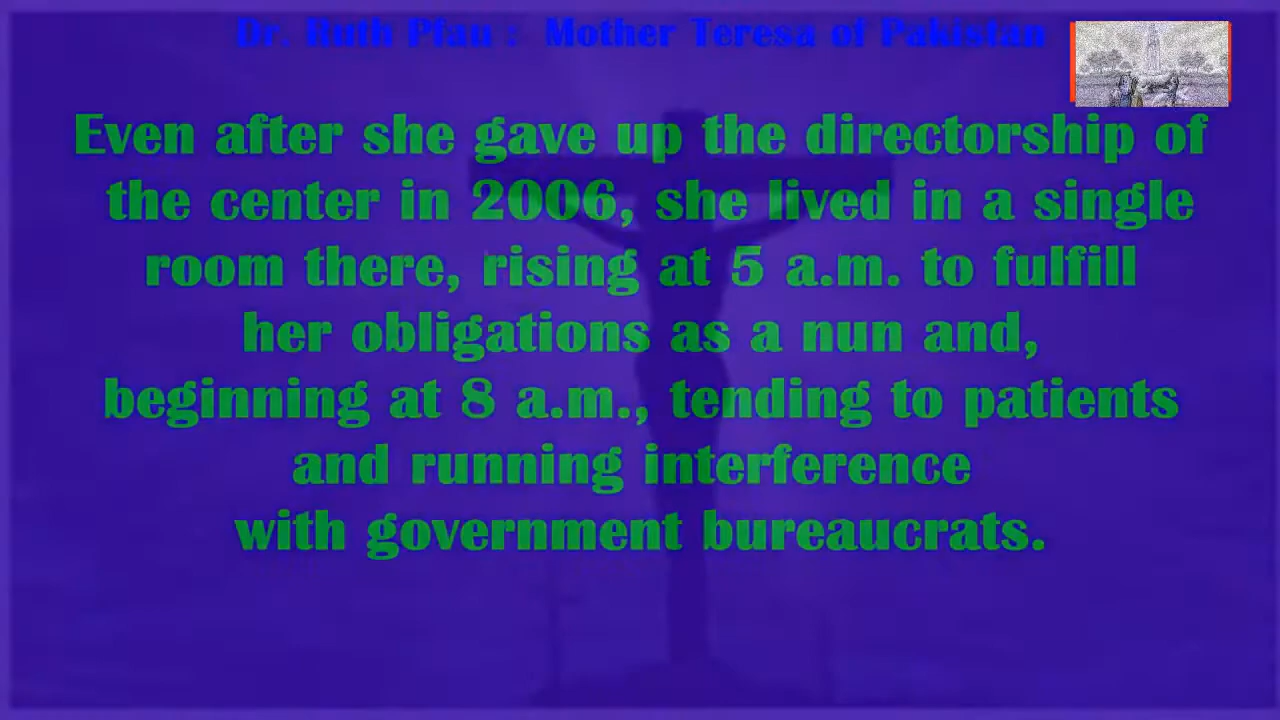 Dr. Ruth Pfau : Mother Teresa of Pakistan
Even after she gave up the directorship of
the center in 2006, she lived in a single
room there, rising at 5 a.m. to fulfill
her obligations as a nun and,
beginning at 8 a.m., tending to patients
and running interference
with government bureaucrats.